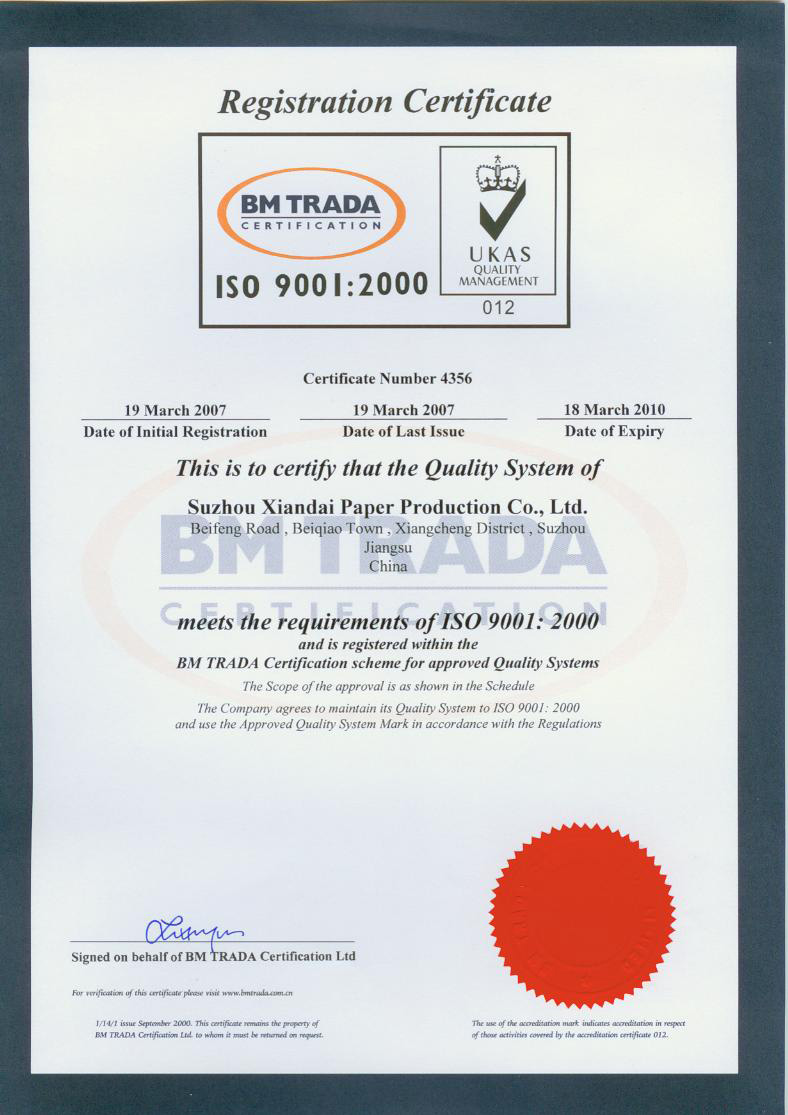 Registration Certificate
BM TRADA
CERTIFICATION
ISO 9001:2000
UKAS
QUALITY
MANAGEMENT
012
Certificate Number 4356
19 March 2007 19 March 2007 18 March 2010
Date of Initial Registration Date of Last Issue Date of Expiry
This is to certify that the Quality System of
Suzhou Xiandai Paper Production Co., Ltd.
Beifeng Road , Beiqiao Town , Xiangcheng District , Suzhou
Jiangsu
China
BM TRADA
CERTIFICATION
meets the requirements of ISO 9001: 2000
and is registered within the
BM TRADA Certification scheme for approved Quality Systems
The Scope of the approval is as shown in the Schedule
The Company agrees to maintain its Quality System to ISO 9001: 2000
and use the Approved Quality System Mark in accordance with the Regulations
Signed on behalf of BM TRADA Certification Ltd
For verification of this certificate please visit www.bmtrada.com.cn
1/14/1 issue September 2000. This certificate remains the property of
BM TRADA Certification Ltd. to whom it must be returned on request.
The use of the accreditation mark indicates accreditation in respect
of those activities covered by the accreditation certificate 012.